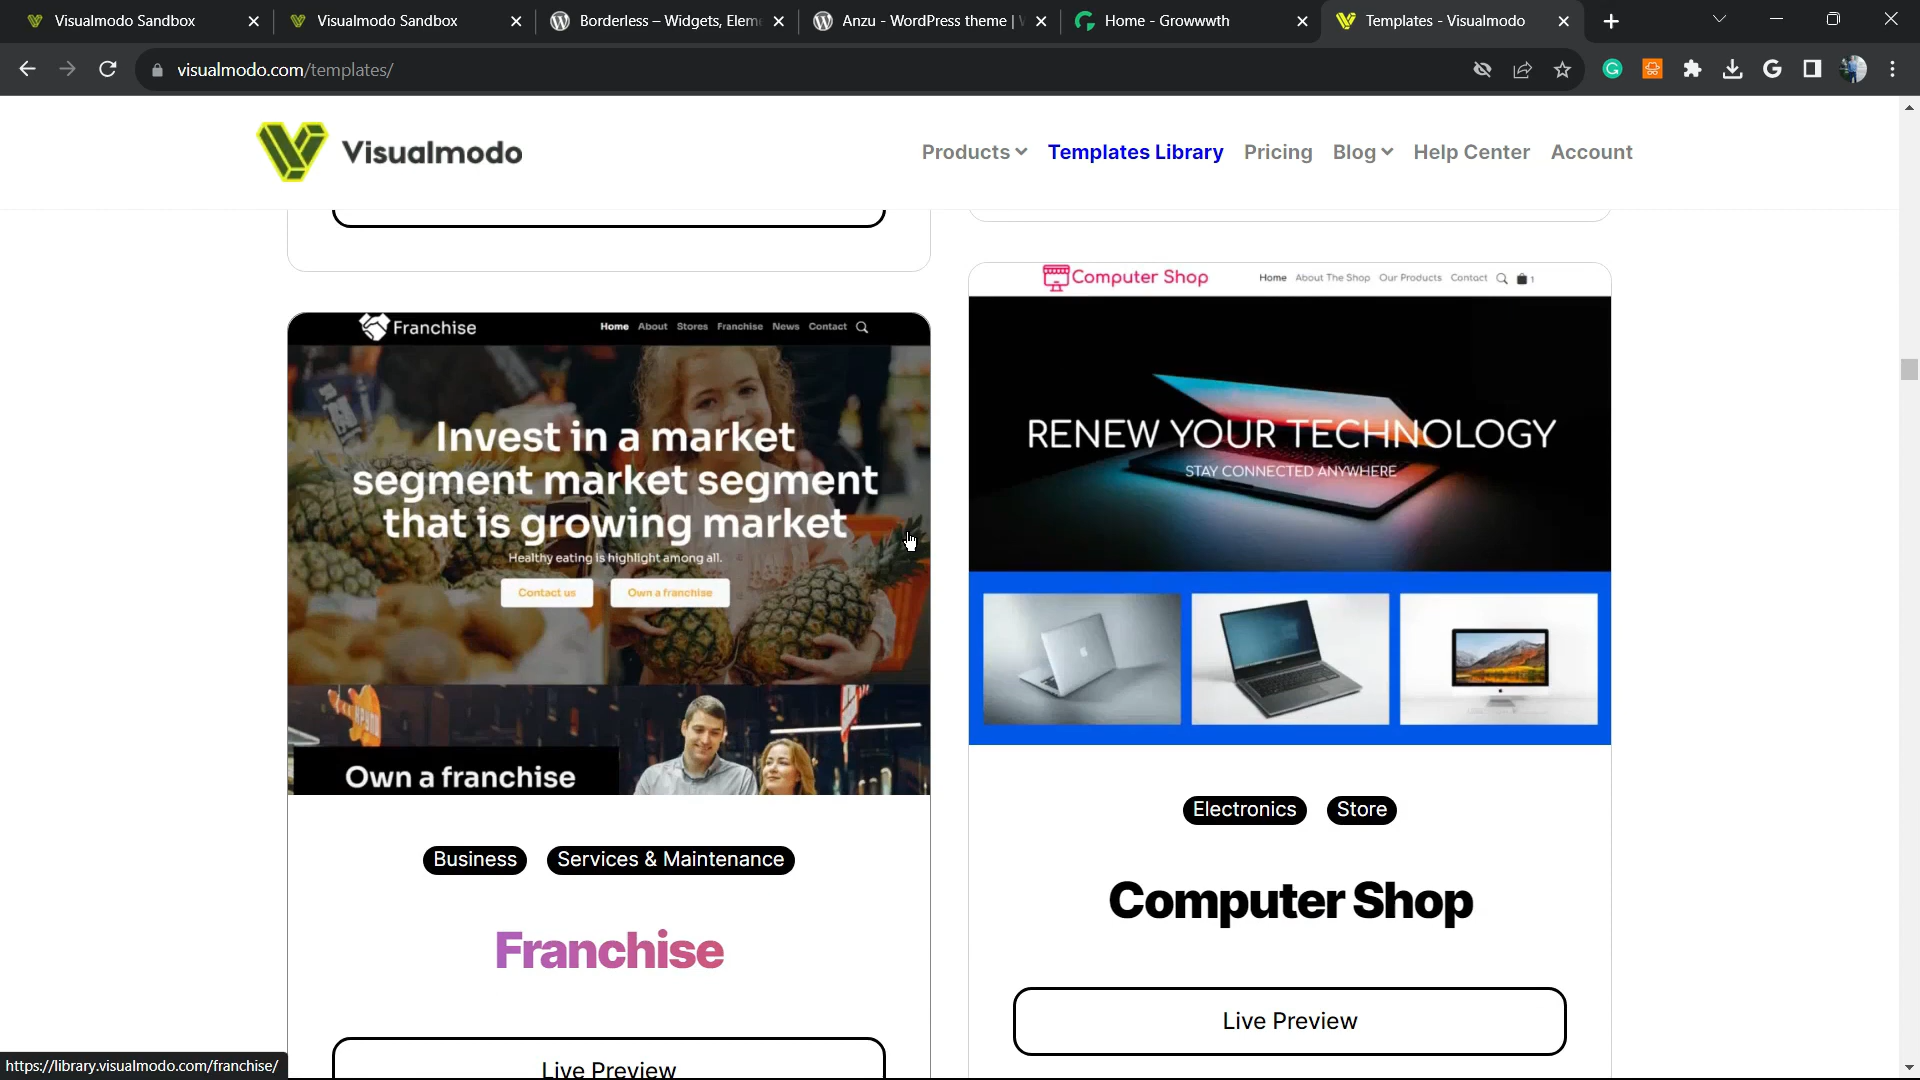 Visualmodo Sandbox
Visualmodo Sandbox
Borderless – Widgets, Elem
Anzu - WordPress theme |
Home - Growwwth
Templates - Visualmodo
visualmodo.com/templates/
Visualmodo
Products
Templates Library
Pricing
Blog
Help Center
Account
Franchise
Home About Stores Franchise News Contact
Invest in a market
segment market segment
that is growing market
Healthy eating is highlight among all.
Contact us
Own a franchise
Own a franchise
Business
Services & Maintenance
Franchise
Live Preview
Computer Shop
Home About The Shop Our Products Contact 1
RENEW YOUR TECHNOLOGY
STAY CONNECTED ANYWHERE
Electronics
Store
Computer Shop
Live Preview
https://library.visualmodo.com/franchise/